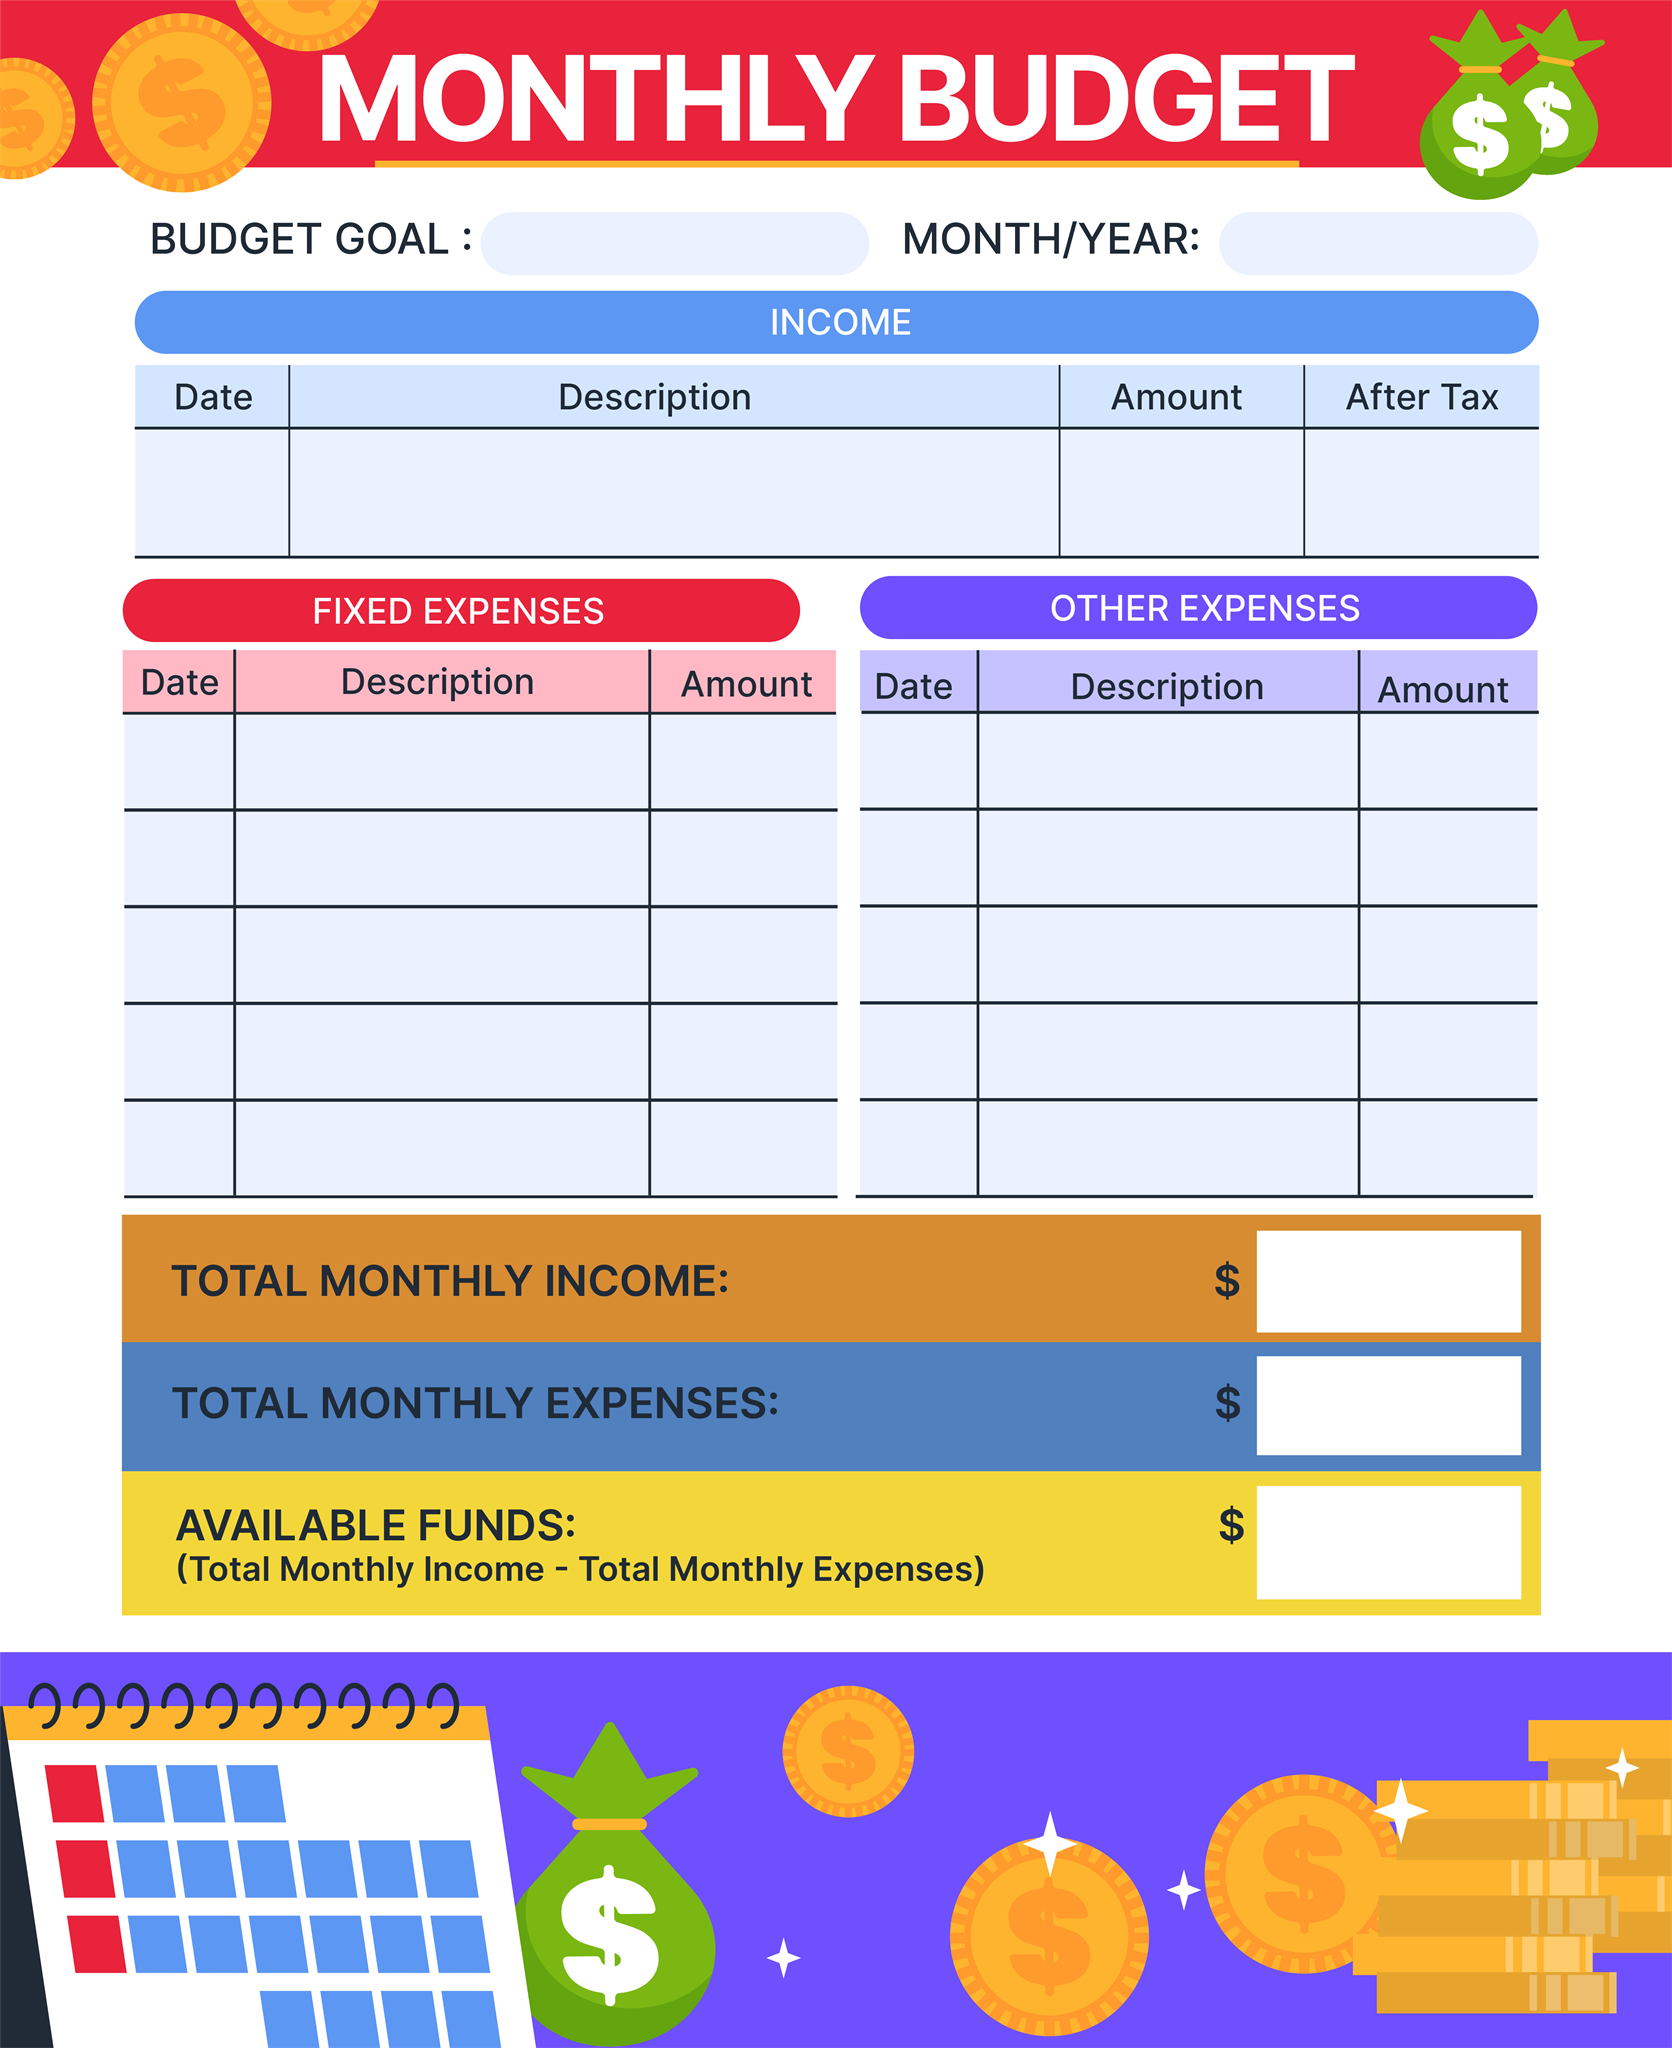 MONTHLY BUDGET
BUDGET GOAL :
MONTH/YEAR:
INCOME
Date Description Amount After Tax
FIXED EXPENSES
Date Description Amount
OTHER EXPENSES
Date Description Amount
TOTAL MONTHLY INCOME: $
TOTAL MONTHLY EXPENSES: $
AVAILABLE FUNDS: $
(Total Monthly Income - Total Monthly Expenses)